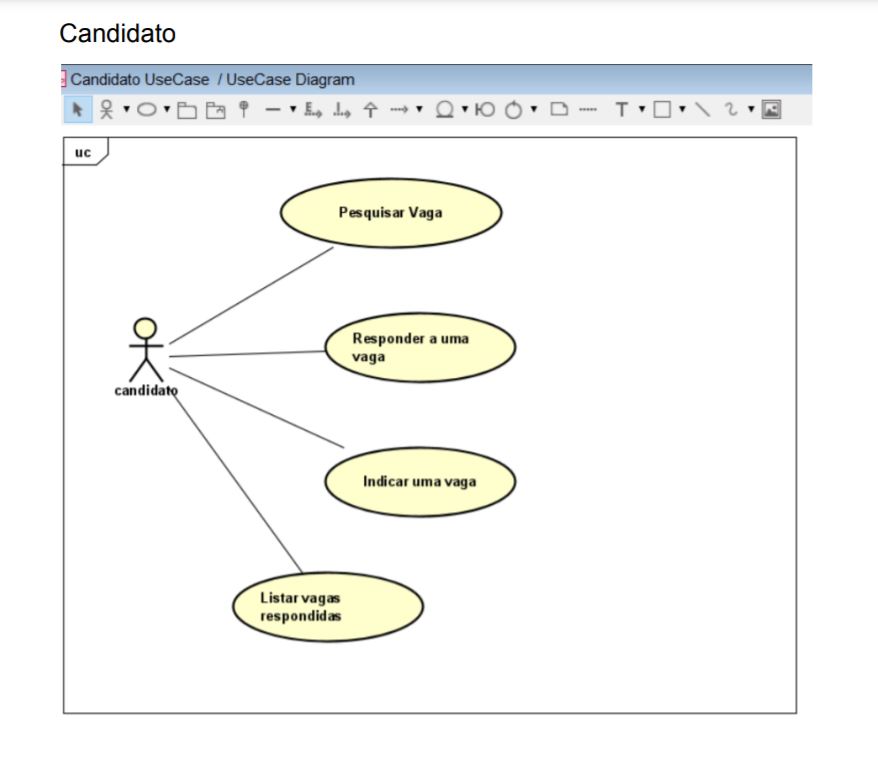 Candidato
Candidato UseCase / UseCase Diagram
T
uc
Pesquisar Vaga
Responder a uma
vaga
candidato
Indicar uma vaga
Listar vagas
respondidas